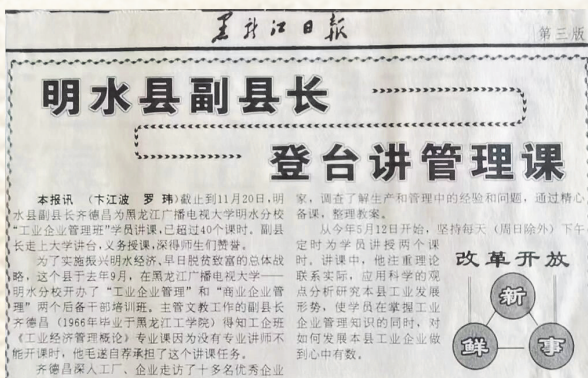 黑龙江日报
第三版
明水县副县长
登台讲管理课
本报讯 （卞江波 罗玮）截止到11月20日，明
水县副县长齐德昌为黑龙江广播电视大学明水分校
“工业企业管理班”学员讲课，已超过40个课时。副县
长走上大学讲台，义务授课，深得师生们赞誉。
为了实施振兴明水经济、早日脱贫致富的总体战
略，这个县于去年9月，在黑龙江广播电视大学——
明水分校开办了“工业企业管理”和“商业企业管
理”两个后备干部培训班。主管文教工作的副县长
齐德昌（1966年毕业于黑龙江工学院）得知工企班
《工业经济管理概论》专业课因为没有专业讲师不
能开课时，他毛遂自荐承担了这个讲课任务。
齐德昌深入工厂、企业走访了十多名优秀企业
家，调查了解生产和管理中的经验和问题，通过精心
备课，整理教案。
从今年5月12日开始，坚持每天（周日除外）下午
定时为学员讲授两个课
时。讲课中，他注重理论
联系实际，应用科学的观
点分析研究本县工业发展
形势，使学员在掌握工业
企业管理知识的同时，对
如何发展本县工业企业做
到心中有数。
改革开放
新
鲜
事